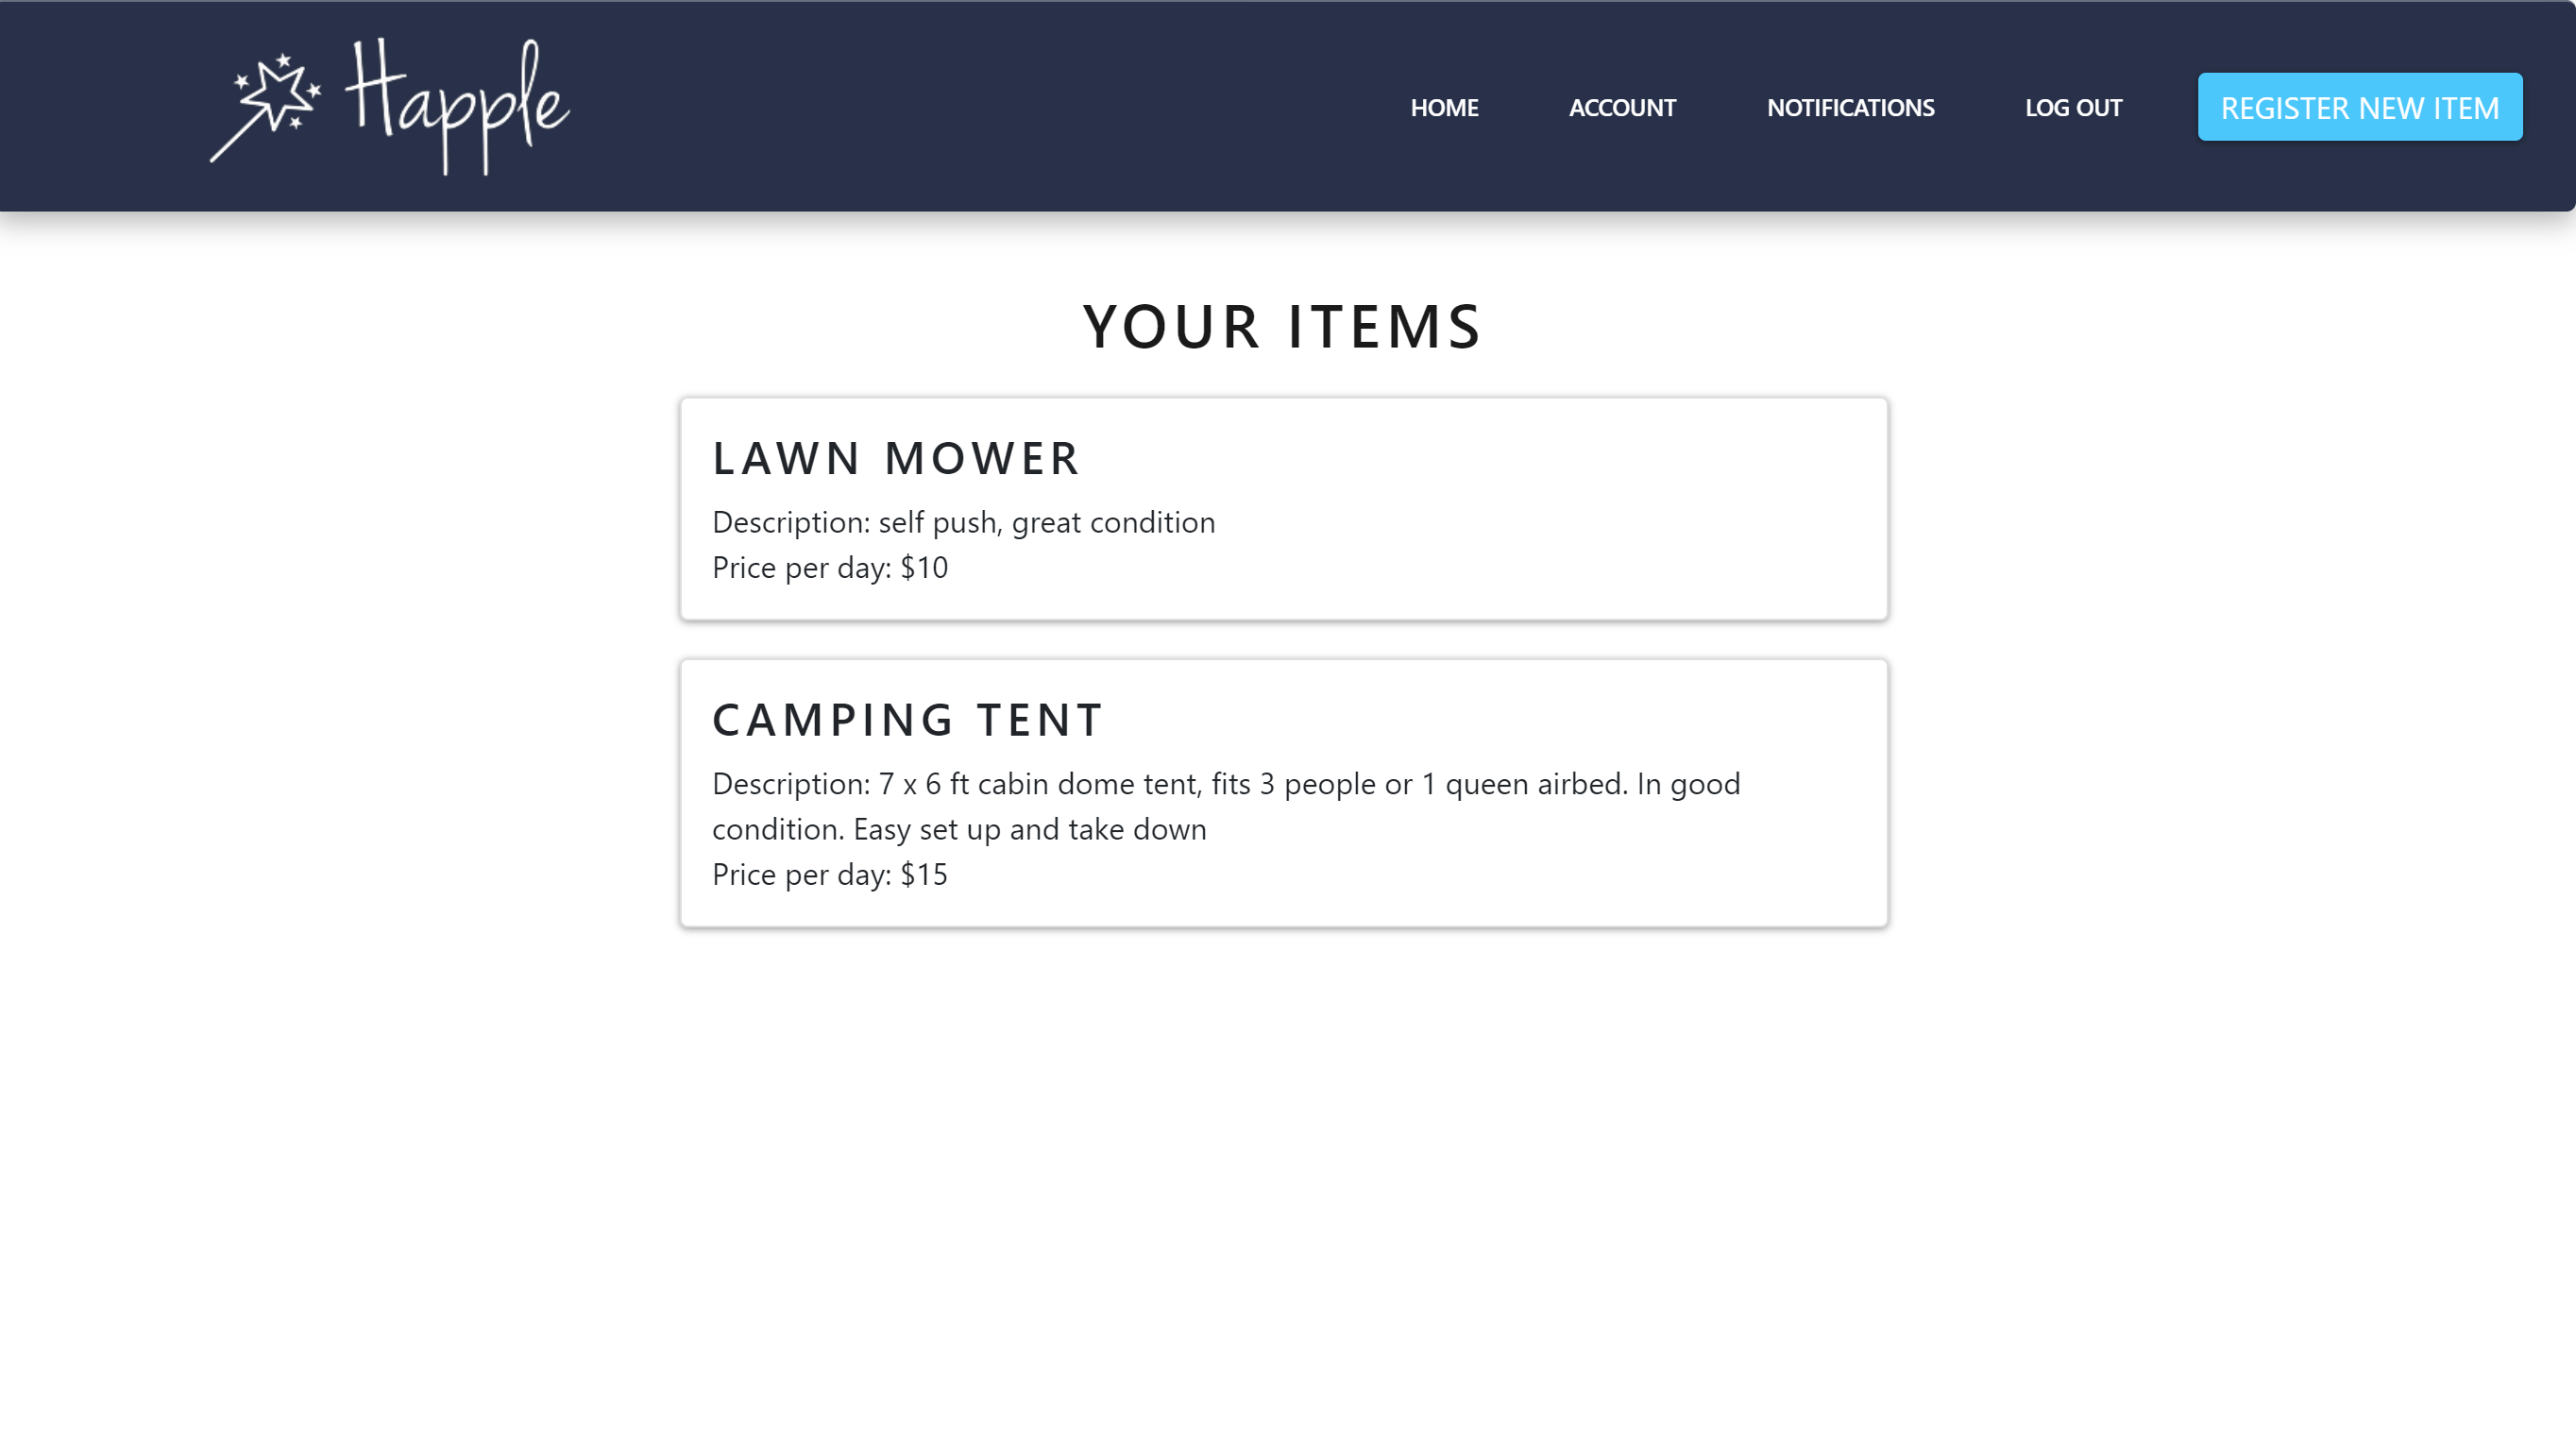 Happle
HOME ACCOUNT NOTIFICATIONS LOG OUT REGISTER NEW ITEM
YOUR ITEMS
LAWN MOWER
Description: self push, great condition
Price per day: $10
CAMPING TENT
Description: 7 x 6 ft cabin dome tent, fits 3 people or 1 queen airbed. In good
condition. Easy set up and take down
Price per day: $15